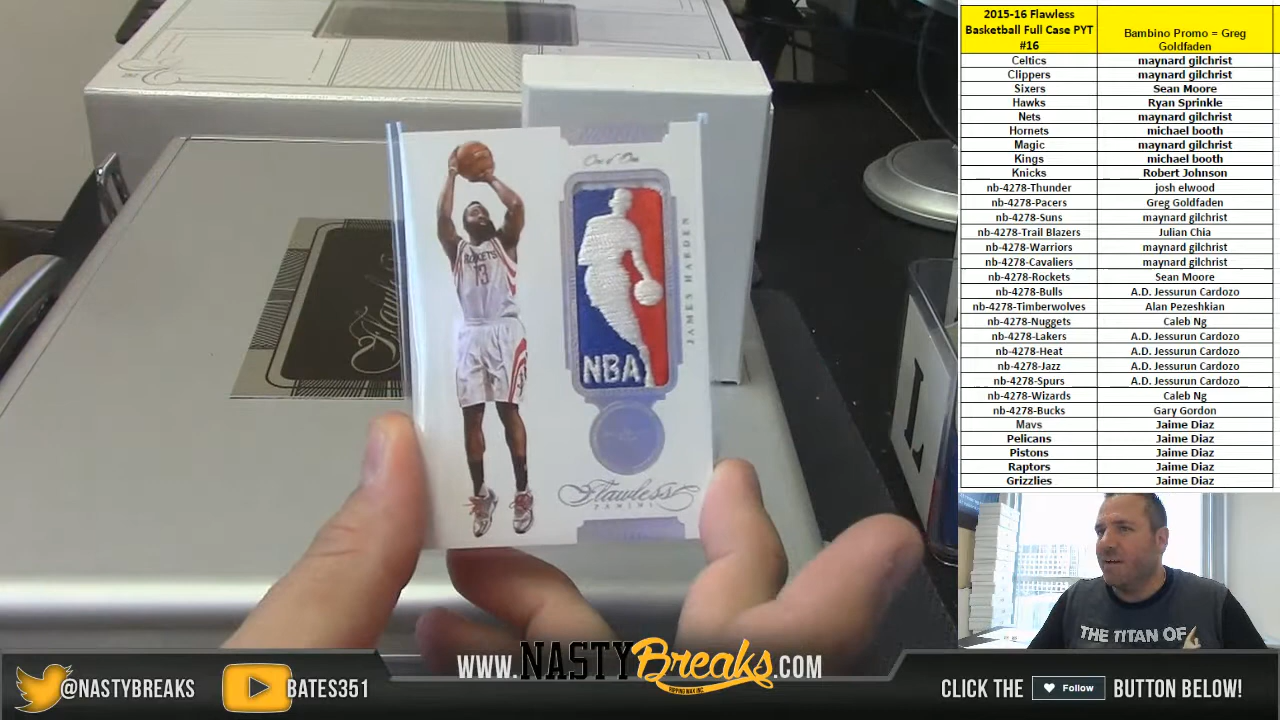 2015-16 Flawless
Basketball Full Case PYT
#16
Bambino Promo = Greg
Goldfaden
Celtics maynard gilchrist
Clippers maynard gilchrist
Sixers Sean Moore
Hawks Ryan Sprinkle
Nets maynard gilchrist
Hornets michael booth
Magic maynard gilchrist
Kings michael booth
Knicks Robert Johnson
nb-4278-Thunder josh elwood
nb-4278-Pacers Greg Goldfaden
nb-4278-Suns maynard gilchrist
nb-4278-Trail Blazers Julian Chia
nb-4278-Warriors maynard gilchrist
nb-4278-Cavaliers maynard gilchrist
nb-4278-Rockets Sean Moore
nb-4278-Bulls A.D. Jessurun Cardozo
nb-4278-Timberwolves Alan Pezeshkian
nb-4278-Nuggets Caleb Ng
nb-4278-Lakers A.D. Jessurun Cardozo
nb-4278-Heat A.D. Jessurun Cardozo
nb-4278-Jazz A.D. Jessurun Cardozo
nb-4278-Spurs A.D. Jessurun Cardozo
nb-4278-Wizards Caleb Ng
nb-4278-Bucks Gary Gordon
Mavs Jaime Diaz
Pelicans Jaime Diaz
Pistons Jaime Diaz
Raptors Jaime Diaz
Grizzlies Jaime Diaz
One of One
ROCKETS
13
JAMES HARDEN
NBA
Flawless
PANINI
Flawless
L
THE TITAN OF
@NASTYBREAKS
BATES351
WWW.NASTYBreaks.COM
RIPPING WAX INC.
CLICK THE Follow BUTTON BELOW!